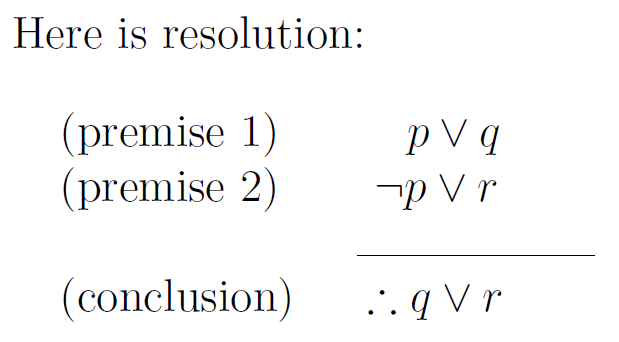 Here is resolution:
(premise 1) p ∨ q
(premise 2) ¬p ∨ r
(conclusion) ∴ q ∨ r